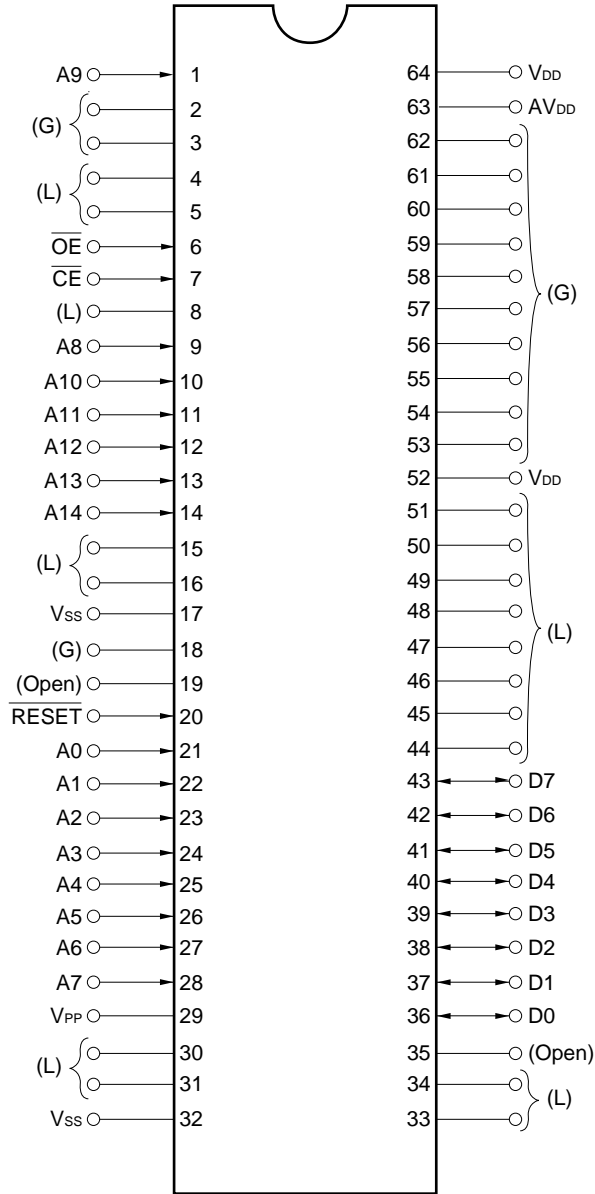 A9 1
(G) 2
3
(L) 4
5
OE 6
CE 7
(L) 8
A8 9
A10 10
A11 11
A12 12
A13 13
A14 14
(L) 15
16
VSS 17
(G) 18
(Open) 19
RESET 20
A0 21
A1 22
A2 23
A3 24
A4 25
A5 26
A6 27
A7 28
VPP 29
(L) 30
31
VSS 32
64 VDD
63 AVDD
62
61
60
59
58 (G)
57
56
55
54
53
52 VDD
51
50
49
48
47 (L)
46
45
44
43 D7
42 D6
41 D5
40 D4
39 D3
38 D2
37 D1
36 D0
35 (Open)
34 (L)
33